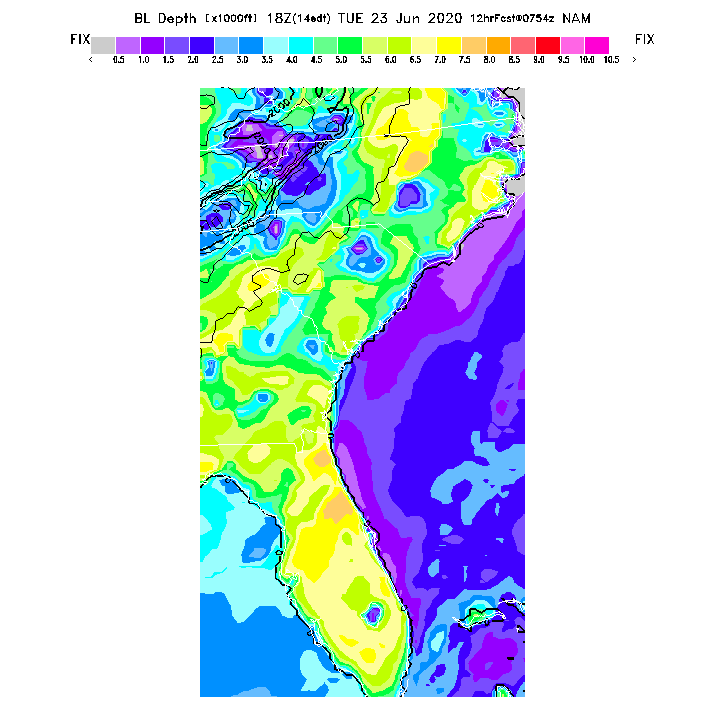 BL Depth [x1000ft] 18Z(14edt) TUE 23 Jun 2020 12hrFcst@0754z NAM
FIX FIX
< 0.5 1.0 1.5 2.0 2.5 3.0 3.5 4.0 4.5 5.0 5.5 6.0 6.5 7.0 7.5 8.0 8.5 9.0 9.5 10.0 10.5 >
2000